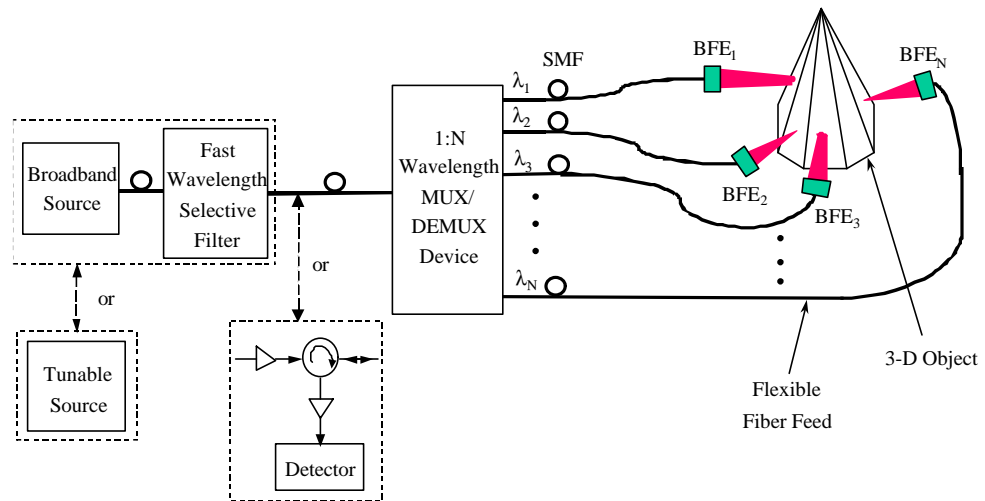 Broadband
Source
Fast
Wavelength
Selective
Filter
or
Tunable
Source
or
Detector
1:N
Wavelength
MUX/
DEMUX
Device
SMF
λ1
λ2
λ3
λN
BFE1
BFE2
BFE3
BFEN
3-D Object
Flexible
Fiber Feed